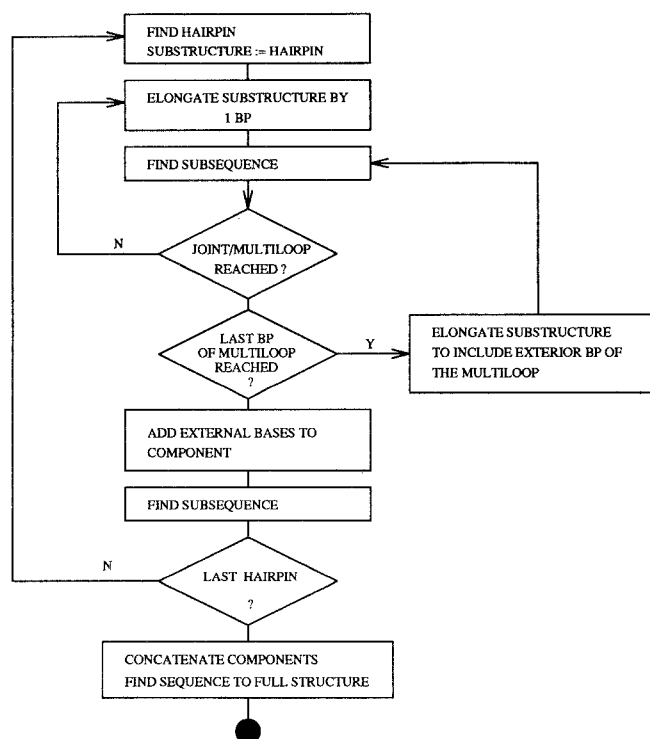 FIND HAIRPIN
SUBSTRUCTURE := HAIRPIN
ELONGATE SUBSTRUCTURE BY
1 BP
FIND SUBSEQUENCE
N
JOINT/MULTILOOP
REACHED ?
LAST BP
OF MULTILOOP
REACHED
?
Y
ELONGATE SUBSTRUCTURE
TO INCLUDE EXTERIOR BP OF
THE MULTILOOP
ADD EXTERNAL BASES TO
COMPONENT
FIND SUBSEQUENCE
N
LAST HAIRPIN
?
CONCATENATE COMPONENTS
FIND SEQUENCE TO FULL STRUCTURE